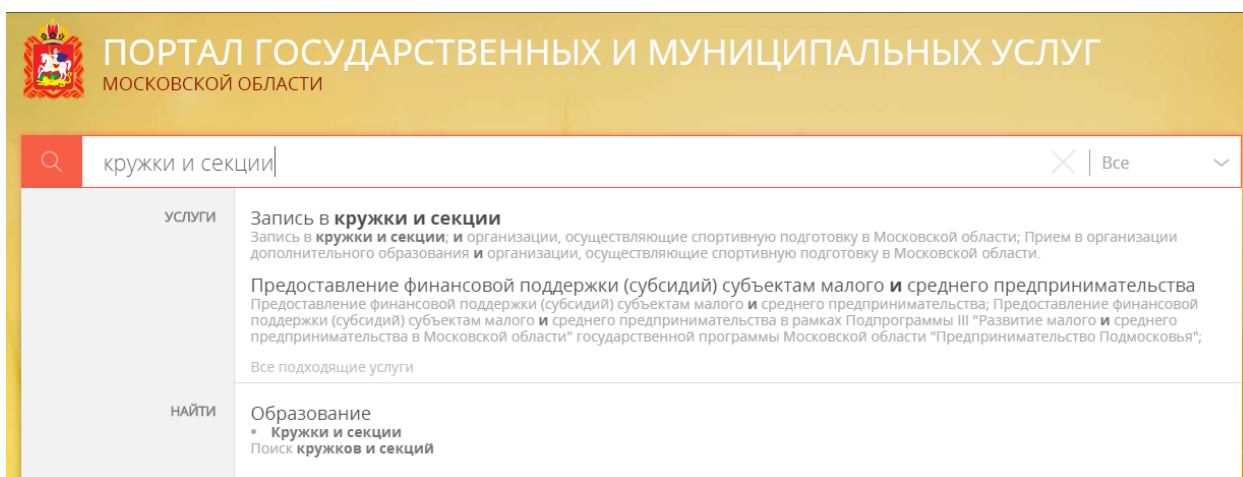 ПОРТАЛ ГОСУДАРСТВЕННЫХ И МУНИЦИПАЛЬНЫХ УСЛУГ
МОСКОВСКОЙ ОБЛАСТИ
кружки и секции
Все
УСЛУГИ
Запись в кружки и секции
Запись в кружки и секции; и организации, осуществляющие спортивную подготовку в Московской области; Прием в организации
дополнительного образования и организации, осуществляющие спортивную подготовку в Московской области.
Предоставление финансовой поддержки (субсидий) субъектам малого и среднего предпринимательства
Предоставление финансовой поддержки (субсидий) субъектам малого и среднего предпринимательства; Предоставление финансовой
поддержки (субсидий) субъектам малого и среднего предпринимательства в рамках Подпрограммы III "Развитие малого и среднего
предпринимательства в Московской области" государственной программы Московской области "Предпринимательство Подмосковья";
Все подходящие услуги
НАЙТИ
Образование
• Кружки и секции
Поиск кружков и секций